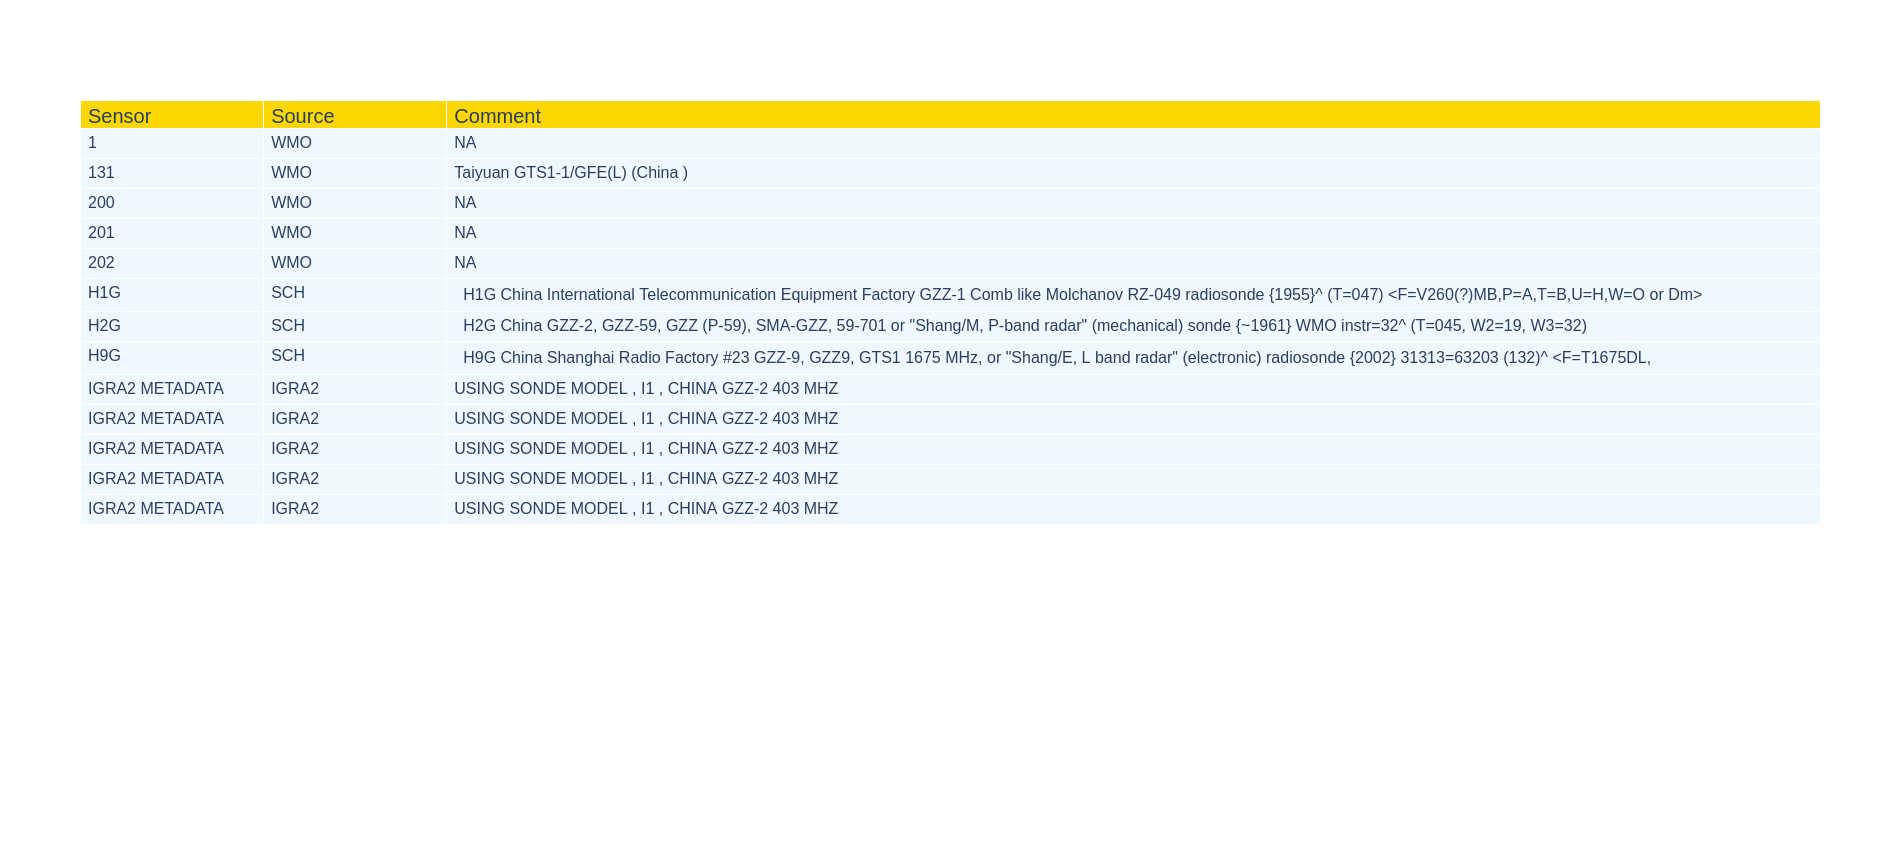 Sensor Source Comment
1 WMO NA
131 WMO Taiyuan GTS1-1/GFE(L) (China )
200 WMO NA
201 WMO NA
202 WMO NA
H1G SCH H1G China International Telecommunication Equipment Factory GZZ-1 Comb like Molchanov RZ-049 radiosonde {1955}^ (T=047) <F=V260(?)MB,P=A,T=B,U=H,W=O or Dm>
H2G SCH H2G China GZZ-2, GZZ-59, GZZ (P-59), SMA-GZZ, 59-701 or "Shang/M, P-band radar" (mechanical) sonde {~1961} WMO instr=32^ (T=045, W2=19, W3=32)
H9G SCH H9G China Shanghai Radio Factory #23 GZZ-9, GZZ9, GTS1 1675 MHz, or "Shang/E, L band radar" (electronic) radiosonde {2002} 31313=63203 (132)^ <F=T1675DL,
IGRA2 METADATA IGRA2 USING SONDE MODEL , I1 , CHINA GZZ-2 403 MHZ
IGRA2 METADATA IGRA2 USING SONDE MODEL , I1 , CHINA GZZ-2 403 MHZ
IGRA2 METADATA IGRA2 USING SONDE MODEL , I1 , CHINA GZZ-2 403 MHZ
IGRA2 METADATA IGRA2 USING SONDE MODEL , I1 , CHINA GZZ-2 403 MHZ
IGRA2 METADATA IGRA2 USING SONDE MODEL , I1 , CHINA GZZ-2 403 MHZ